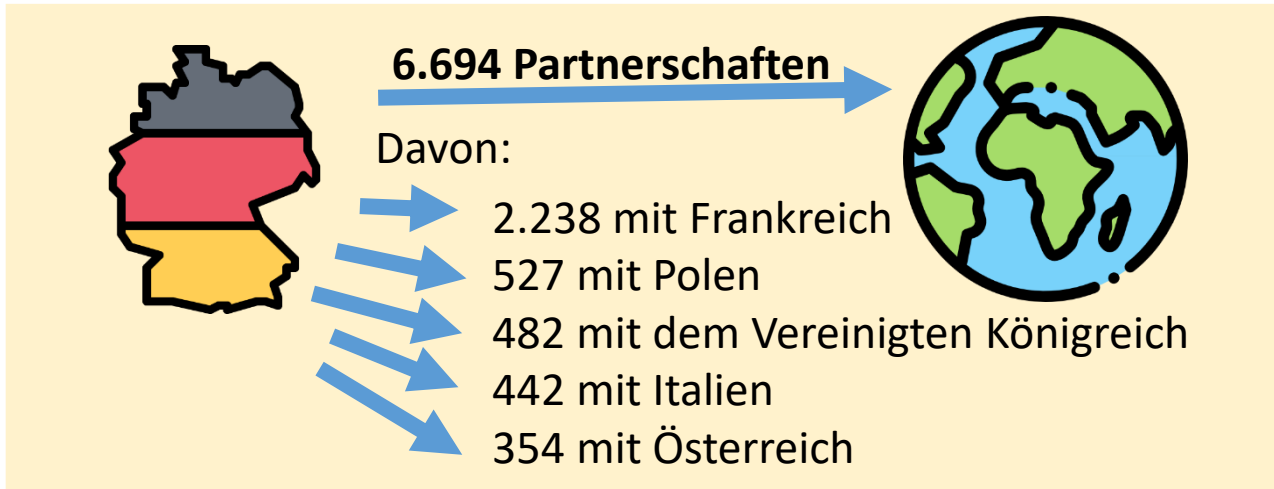 6.694 Partnerschaften
Davon:
2.238 mit Frankreich
527 mit Polen
482 mit dem Vereinigten Königreich
442 mit Italien
354 mit Österreich